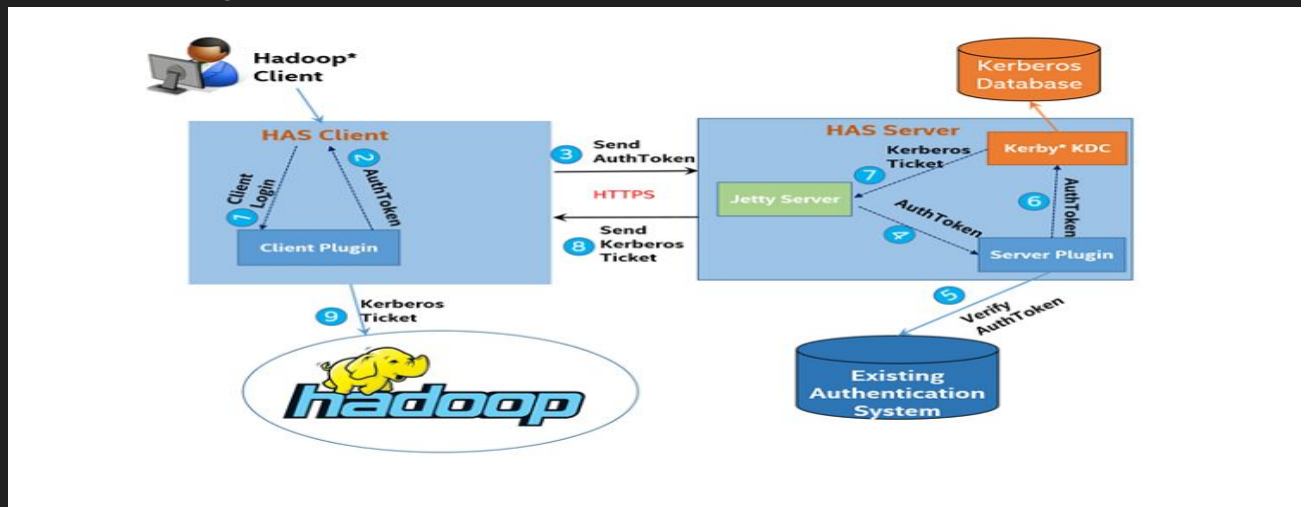 Hadoop*
Client
Kerberos
Database
HAS Client
HAS Server
3
Send
AuthToken
HTTPS
8
Send
Kerberos
Ticket
1
Client
Login
2
AuthToken
Client Plugin
Kerberos
Ticket
7
Kerby* KDC
Jetty Server
AuthToken
4
6
AuthToken
Server Plugin
5
Verify
AuthToken
9
Kerberos
Ticket
hadoop
Existing
Authentication
System